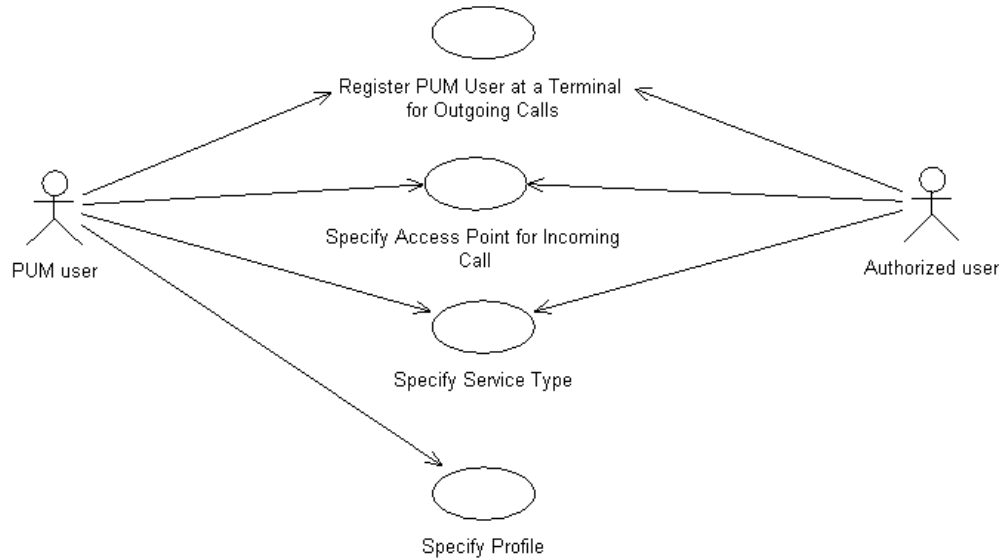 Register PUM User at a Terminal
for Outgoing Calls
Specify Access Point for Incoming
Call
PUM user
Authorized user
Specify Service Type
Specify Profile